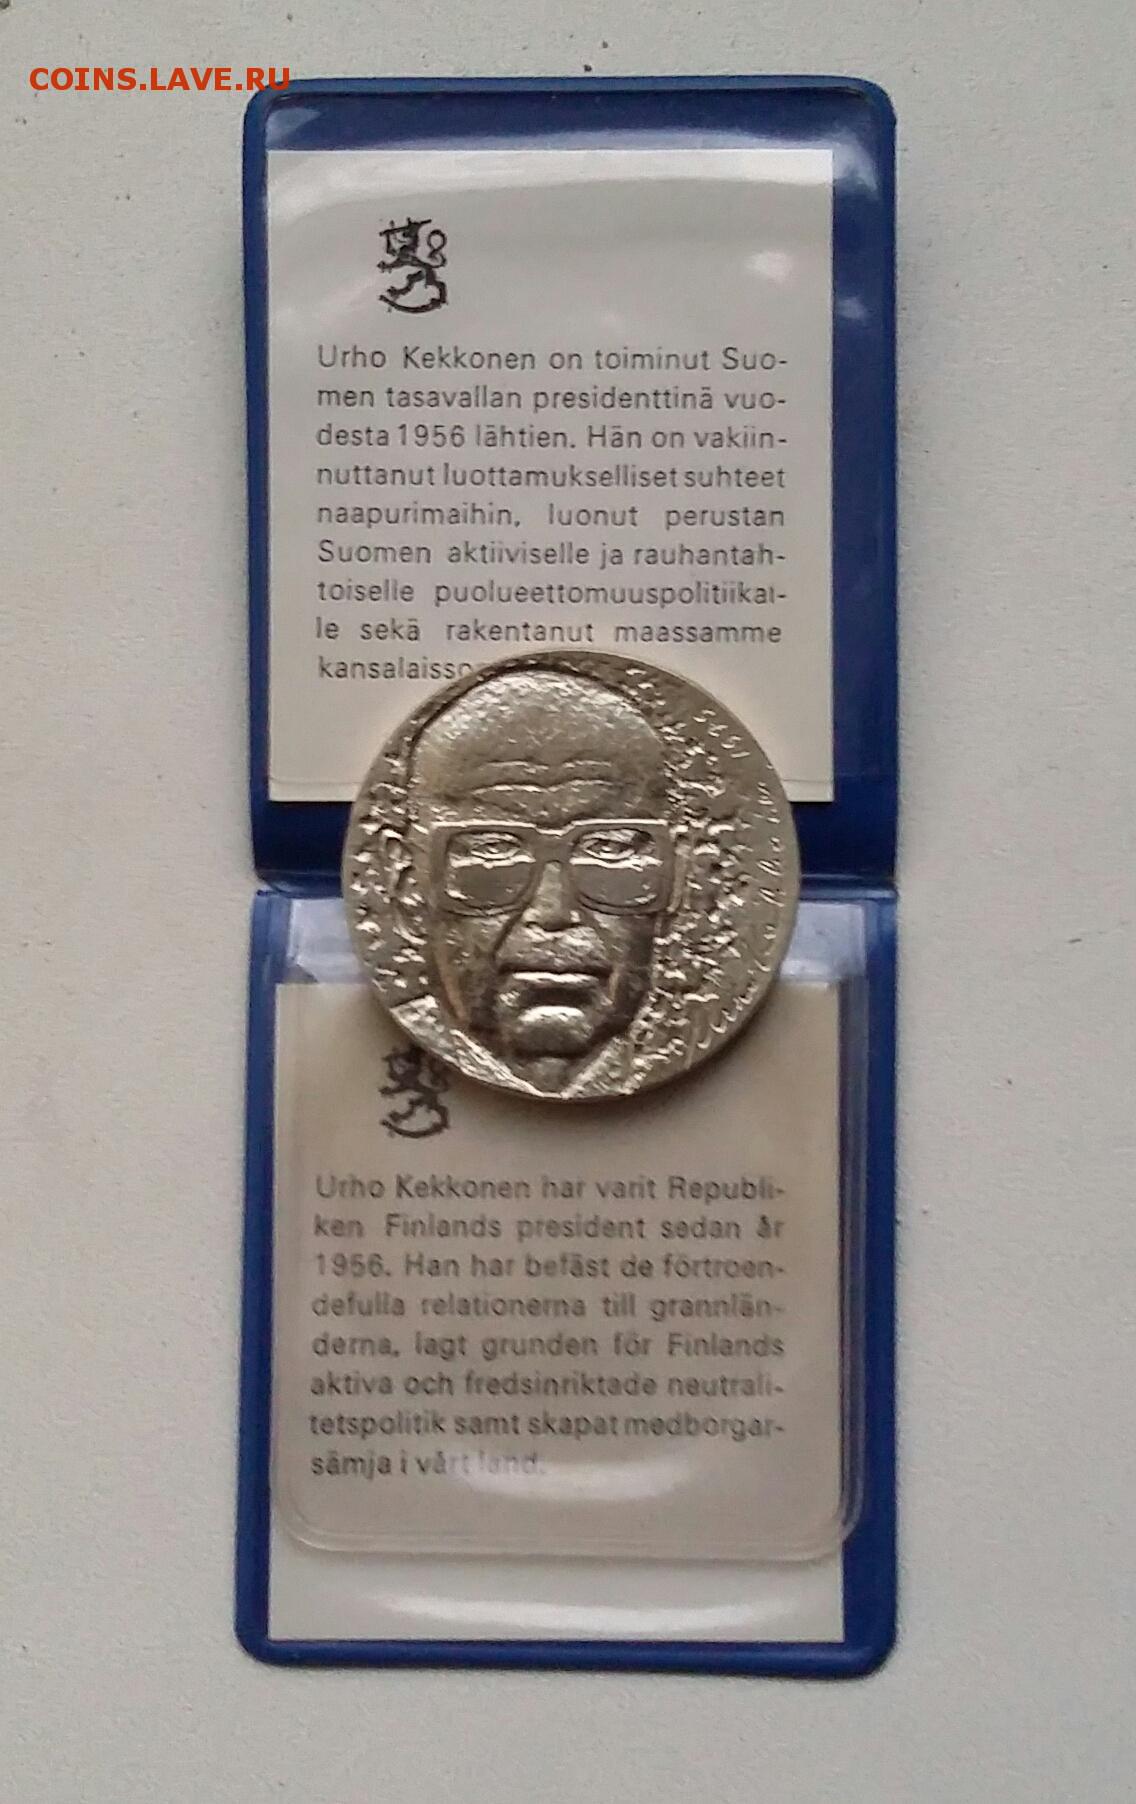 COINS.LAVE.RU
Urho Kekkonen on toiminut Suo-
men tasavallan presidenttinä vuo-
desta 1956 lähtien. Hän on vakiin-
nuttanut luottamukselliset suhteet
naapurimaihin, luonut perustan
Suomen aktiiviselle ja rauhantah-
toiselle puolueettomuuspolitiikal-
le sekä rakentanut maassamme
kansalaisso
1975
Urho Kekkonen har varit Republi-
ken Finlands president sedan år
1956. Han har befäst de förtroen-
defulla relationerna till grannlän-
derna, lagt grunden för Finlands
aktiva och fredsinriktade neutrali-
tetspolitik samt skapat medborgar-
sämja i vårt land.